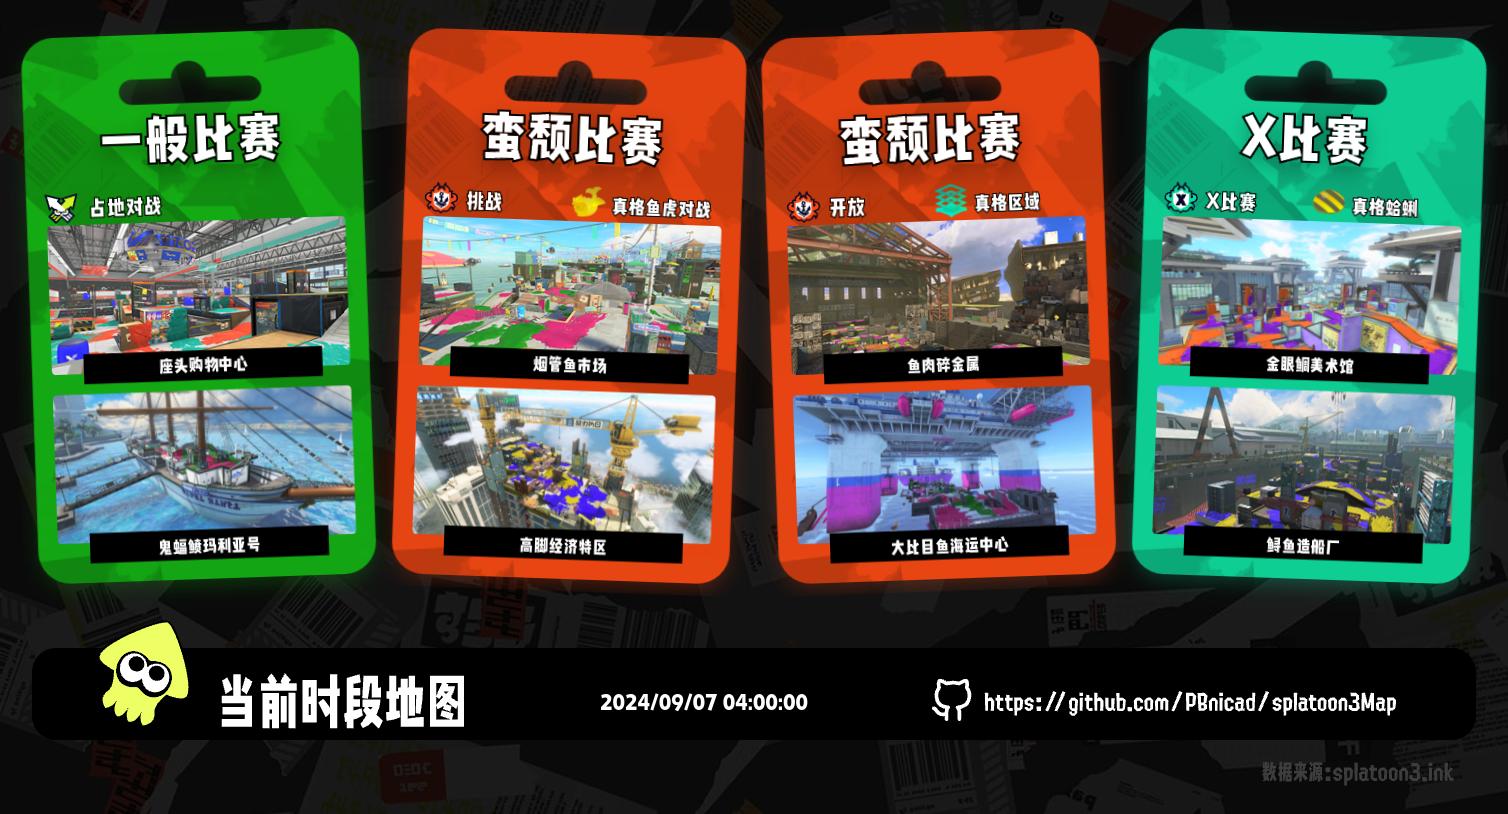 一般比赛
占地对战
座头购物中心
鬼蝠鲼玛利亚号
蛮颓比赛
挑战
真格鱼虎对战
烟管鱼市场
高脚经济特区
蛮颓比赛
开放
真格区域
鱼肉碎金属
大比目鱼海运中心
X比赛
X比赛
真格蛤蜊
金眼鲷美术馆
鲟鱼造船厂
当前时段地图
2024/09/07 04:00:00
https://github.com/PBnicad/splatoon3Map
数据来源:splatoon3.ink